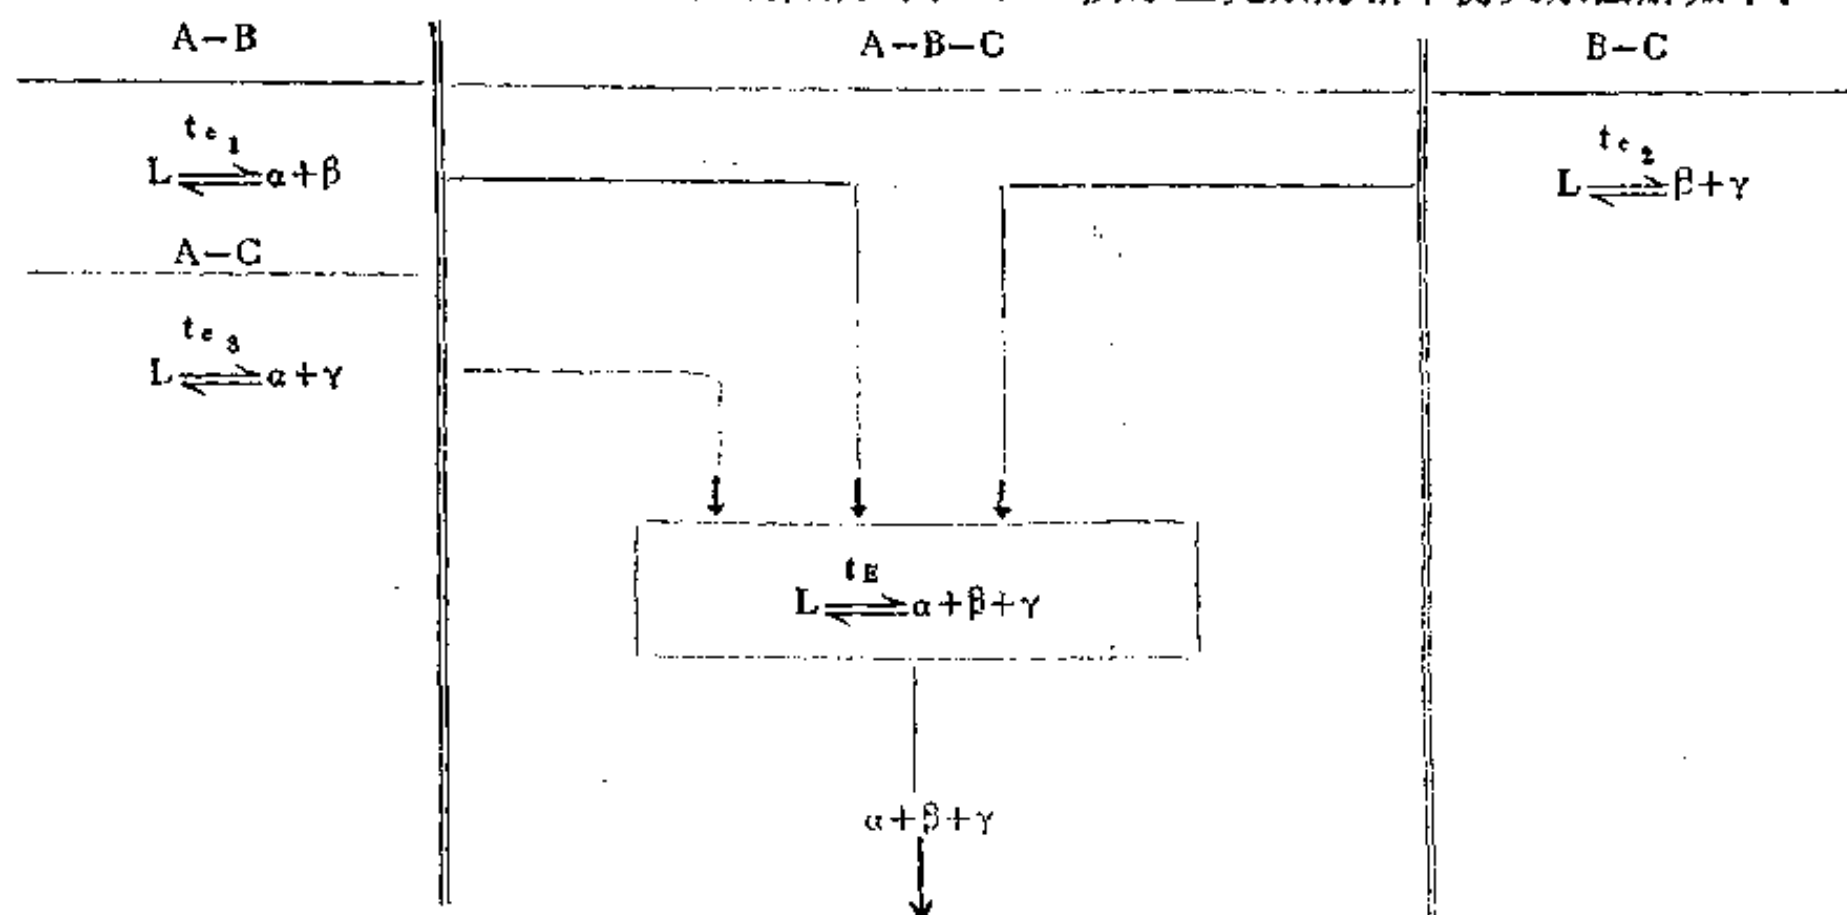 A—B
A—B—C
B—C
te1
L⇌α+β
te2
L⇌β+γ
A—C
te3
L⇌α+γ
tE
L⇌α+β+γ
α+β+γ